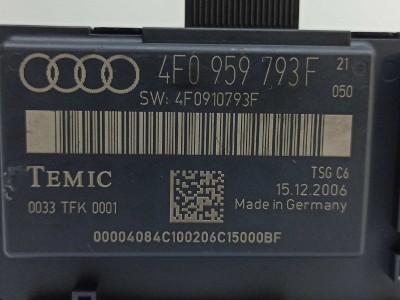 4F0 959 793F 21
050
SW: 4F0910793F
TEMIC
TSG C6
15.12.2006
0033 TFK 0001
Made in Germany
00004084C100206C15000BF